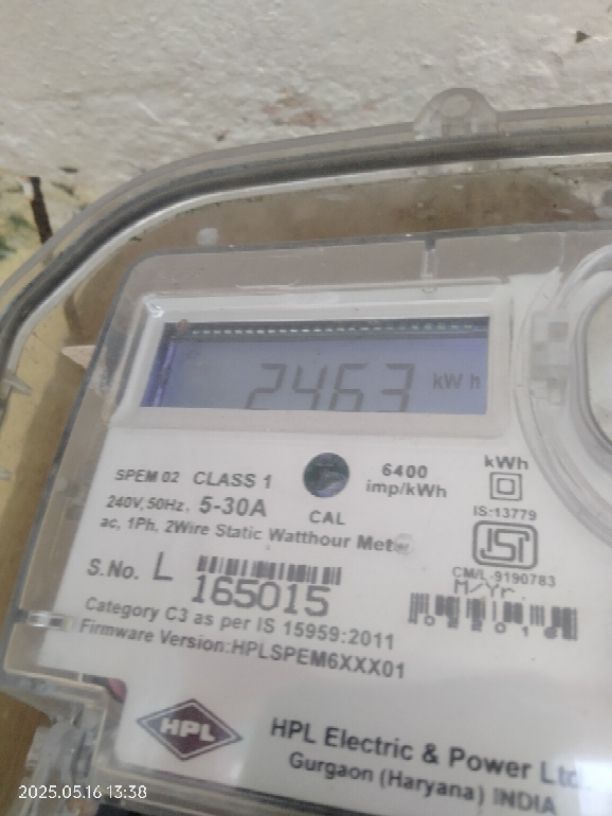 2463 kW h
SPEM 02 CLASS 1
240V, 50Hz, 5-30A
ac, 1Ph, 2Wire Static Watthour Meter
CAL
6400
imp/kWh
kWh
IS:13779
ISI
CM/L-9190783
M/Yr.
S.No. L 165015
Category C3 as per IS 15959:2011
Firmware Version:HPLSPEM6XXX01
HPL
HPL Electric & Power Ltd.
Gurgaon (Haryana) INDIA
2025.05.16 13:38